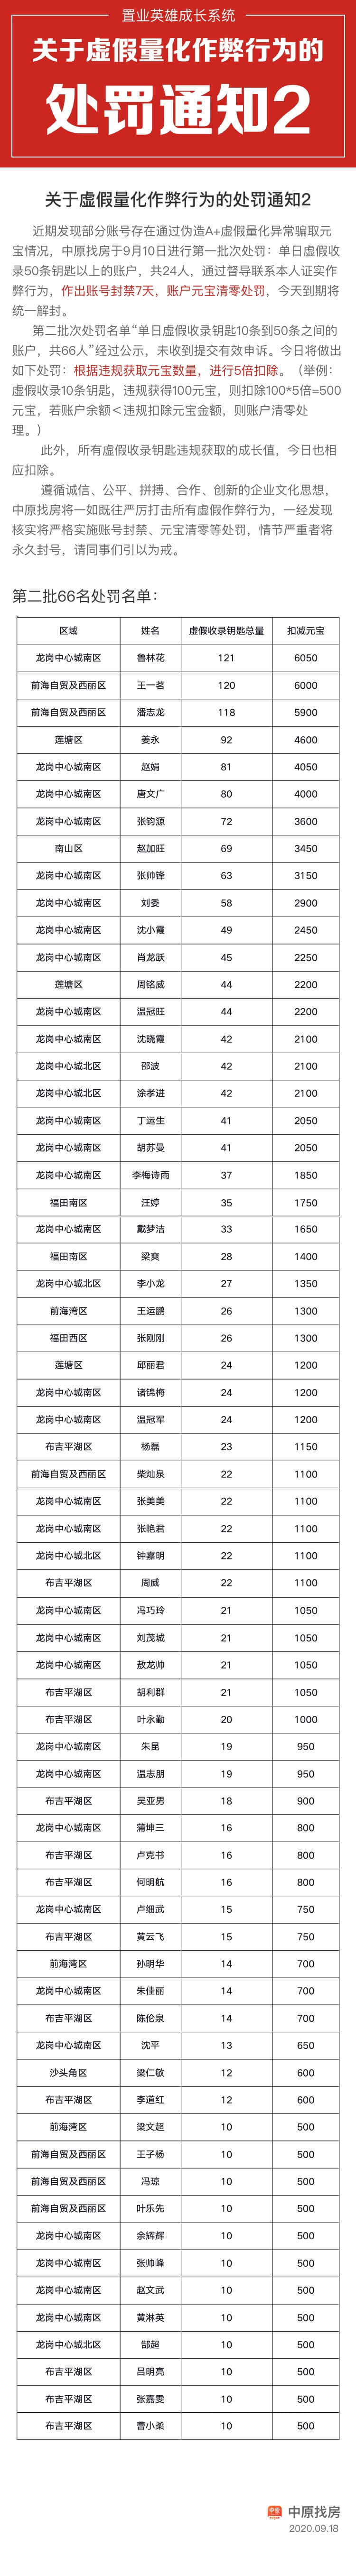 置业英雄成长系统
关于虚假量化作弊行为的
处罚通知2
关于虚假量化作弊行为的处罚通知2
近期发现部分账号存在通过伪造A+虚假量化异常骗取元
宝情况，中原找房于9月10日进行第一批次处罚：单日虚假收
录50条钥匙以上的账户，共24人，通过督导联系本人证实作
弊行为，作出账号封禁7天，账户元宝清零处罚，今天到期将
统一解封。
第二批次处罚名单“单日虚假收录钥匙10条到50条之间的
账户，共66人”经过公示，未收到提交有效申诉。今日将做出
如下处罚：根据违规获取元宝数量，进行5倍扣除。（举例：
虚假收录10条钥匙，违规获得100元宝，则扣除100*5倍=500
元宝，若账户余额＜违规扣除元宝金额，则账户清零处
理。）
此外，所有虚假收录钥匙违规获取的成长值，今日也相
应扣除。
遵循诚信、公平、拼搏、合作、创新的企业文化思想，
中原找房将一如既往严厉打击所有虚假作弊行为，一经发现
核实将严格实施账号封禁、元宝清零等处罚，情节严重者将
永久封号，请同事们引以为戒。
第二批66名处罚名单：
区域 姓名 虚假收录钥匙总量 扣减元宝
龙岗中心城南区 鲁林花 121 6050
前海自贸及西丽区 王一茗 120 6000
前海自贸及西丽区 潘志龙 118 5900
莲塘区 姜永 92 4600
龙岗中心城南区 赵娟 81 4050
龙岗中心城南区 唐文广 80 4000
龙岗中心城南区 张钧源 72 3600
南山区 赵加旺 69 3450
龙岗中心城南区 张帅锋 63 3150
龙岗中心城南区 刘委 58 2900
龙岗中心城南区 沈小霞 49 2450
龙岗中心城南区 肖龙跃 45 2250
莲塘区 周铭威 44 2200
龙岗中心城南区 温冠旺 44 2200
龙岗中心城南区 沈晓霞 42 2100
龙岗中心城北区 邵波 42 2100
龙岗中心城北区 涂孝进 42 2100
龙岗中心城南区 丁运生 41 2050
龙岗中心城南区 胡苏曼 41 2050
龙岗中心城南区 李梅诗雨 37 1850
福田南区 汪婷 35 1750
龙岗中心城南区 戴梦洁 33 1650
福田南区 梁爽 28 1400
龙岗中心城北区 李小龙 27 1350
前海湾区 王运鹏 26 1300
福田西区 张刚刚 26 1300
莲塘区 邱丽君 24 1200
龙岗中心城南区 诸锦梅 24 1200
龙岗中心城南区 温冠军 24 1200
布吉平湖区 杨磊 23 1150
前海自贸及西丽区 柴灿泉 22 1100
龙岗中心城南区 张美美 22 1100
龙岗中心城南区 张艳君 22 1100
龙岗中心城北区 钟嘉明 22 1100
布吉平湖区 周威 22 1100
龙岗中心城南区 冯巧玲 21 1050
龙岗中心城南区 刘茂城 21 1050
龙岗中心城南区 敖龙帅 21 1050
布吉平湖区 胡利群 21 1050
布吉平湖区 叶永勤 20 1000
龙岗中心城南区 朱昆 19 950
龙岗中心城南区 温志朋 19 950
布吉平湖区 吴亚男 18 900
龙岗中心城南区 蒲坤三 16 800
布吉平湖区 卢克书 16 800
布吉平湖区 何明航 16 800
龙岗中心城南区 卢细武 15 750
布吉平湖区 黄云飞 15 750
前海湾区 孙明华 14 700
龙岗中心城南区 朱佳丽 14 700
布吉平湖区 陈伦泉 14 700
龙岗中心城南区 沈平 13 650
沙头角区 梁仁敏 12 600
布吉平湖区 李道红 12 600
前海湾区 梁文超 10 500
前海自贸及西丽区 王子杨 10 500
前海自贸及西丽区 冯琼 10 500
前海自贸及西丽区 叶乐先 10 500
龙岗中心城南区 余辉辉 10 500
龙岗中心城南区 张帅峰 10 500
龙岗中心城南区 赵文武 10 500
龙岗中心城南区 黄淋英 10 500
龙岗中心城北区 郜超 10 500
布吉平湖区 吕明亮 10 500
布吉平湖区 张嘉雯 10 500
布吉平湖区 曹小柔 10 500
中原找房
2020.09.18